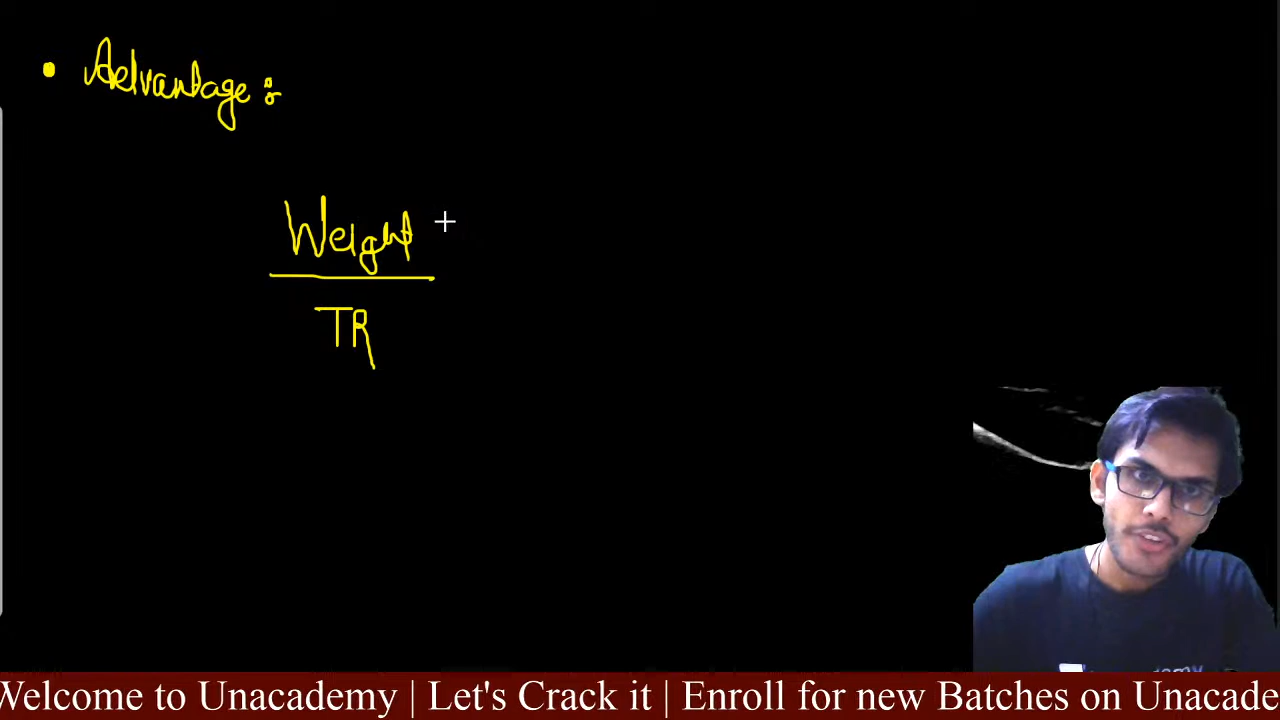 • Advantage:
Weight
TR
Welcome to Unacademy | Let's Crack it | Enroll for new Batches on Unacade